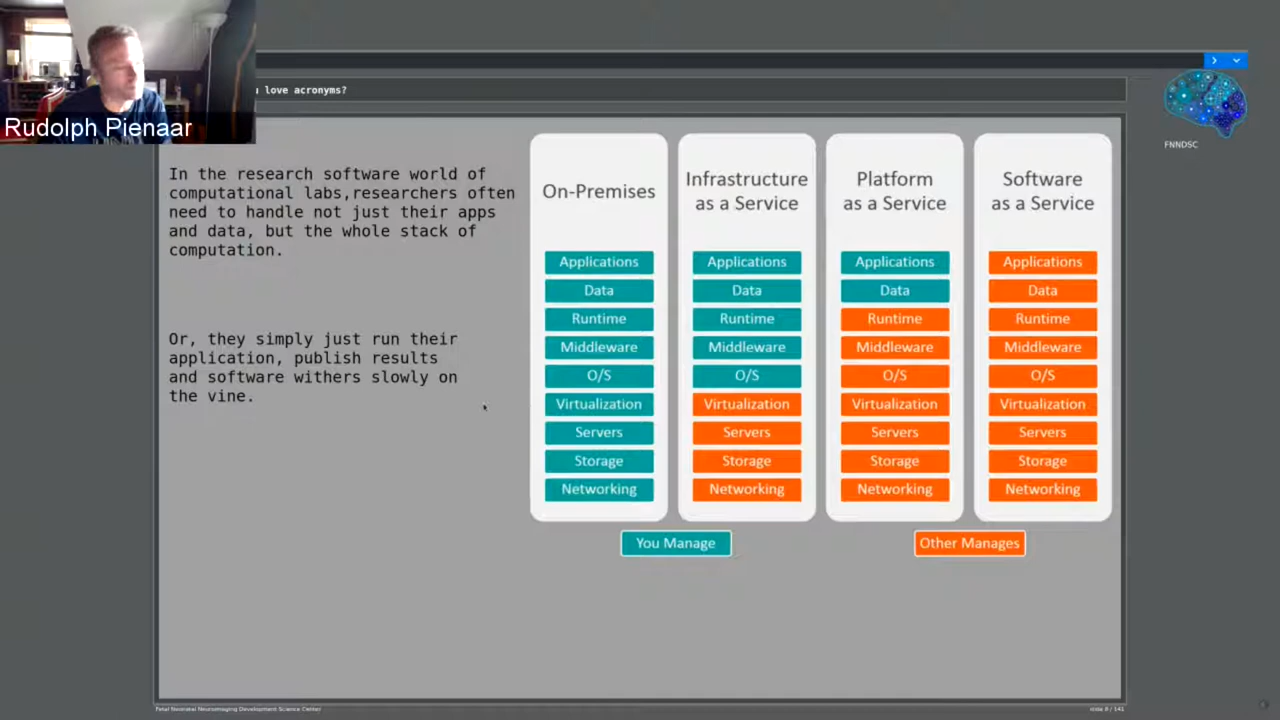 Rudolph Pienaar
love acronyms?
FNNDSC
In the research software world of
computational labs,researchers often
need to handle not just their apps
and data, but the whole stack of
computation.
Or, they simply just run their
application, publish results
and software withers slowly on
the vine.
On-Premises
Applications
Data
Runtime
Middleware
O/S
Virtualization
Servers
Storage
Networking
Infrastructure
as a Service
Applications
Data
Runtime
Middleware
O/S
Virtualization
Servers
Storage
Networking
Platform
as a Service
Applications
Data
Runtime
Middleware
O/S
Virtualization
Servers
Storage
Networking
Software
as a Service
Applications
Data
Runtime
Middleware
O/S
Virtualization
Servers
Storage
Networking
You Manage
Other Manages
Fetal Neonatal Neuroimaging Development Science Center
slide 8 / 141